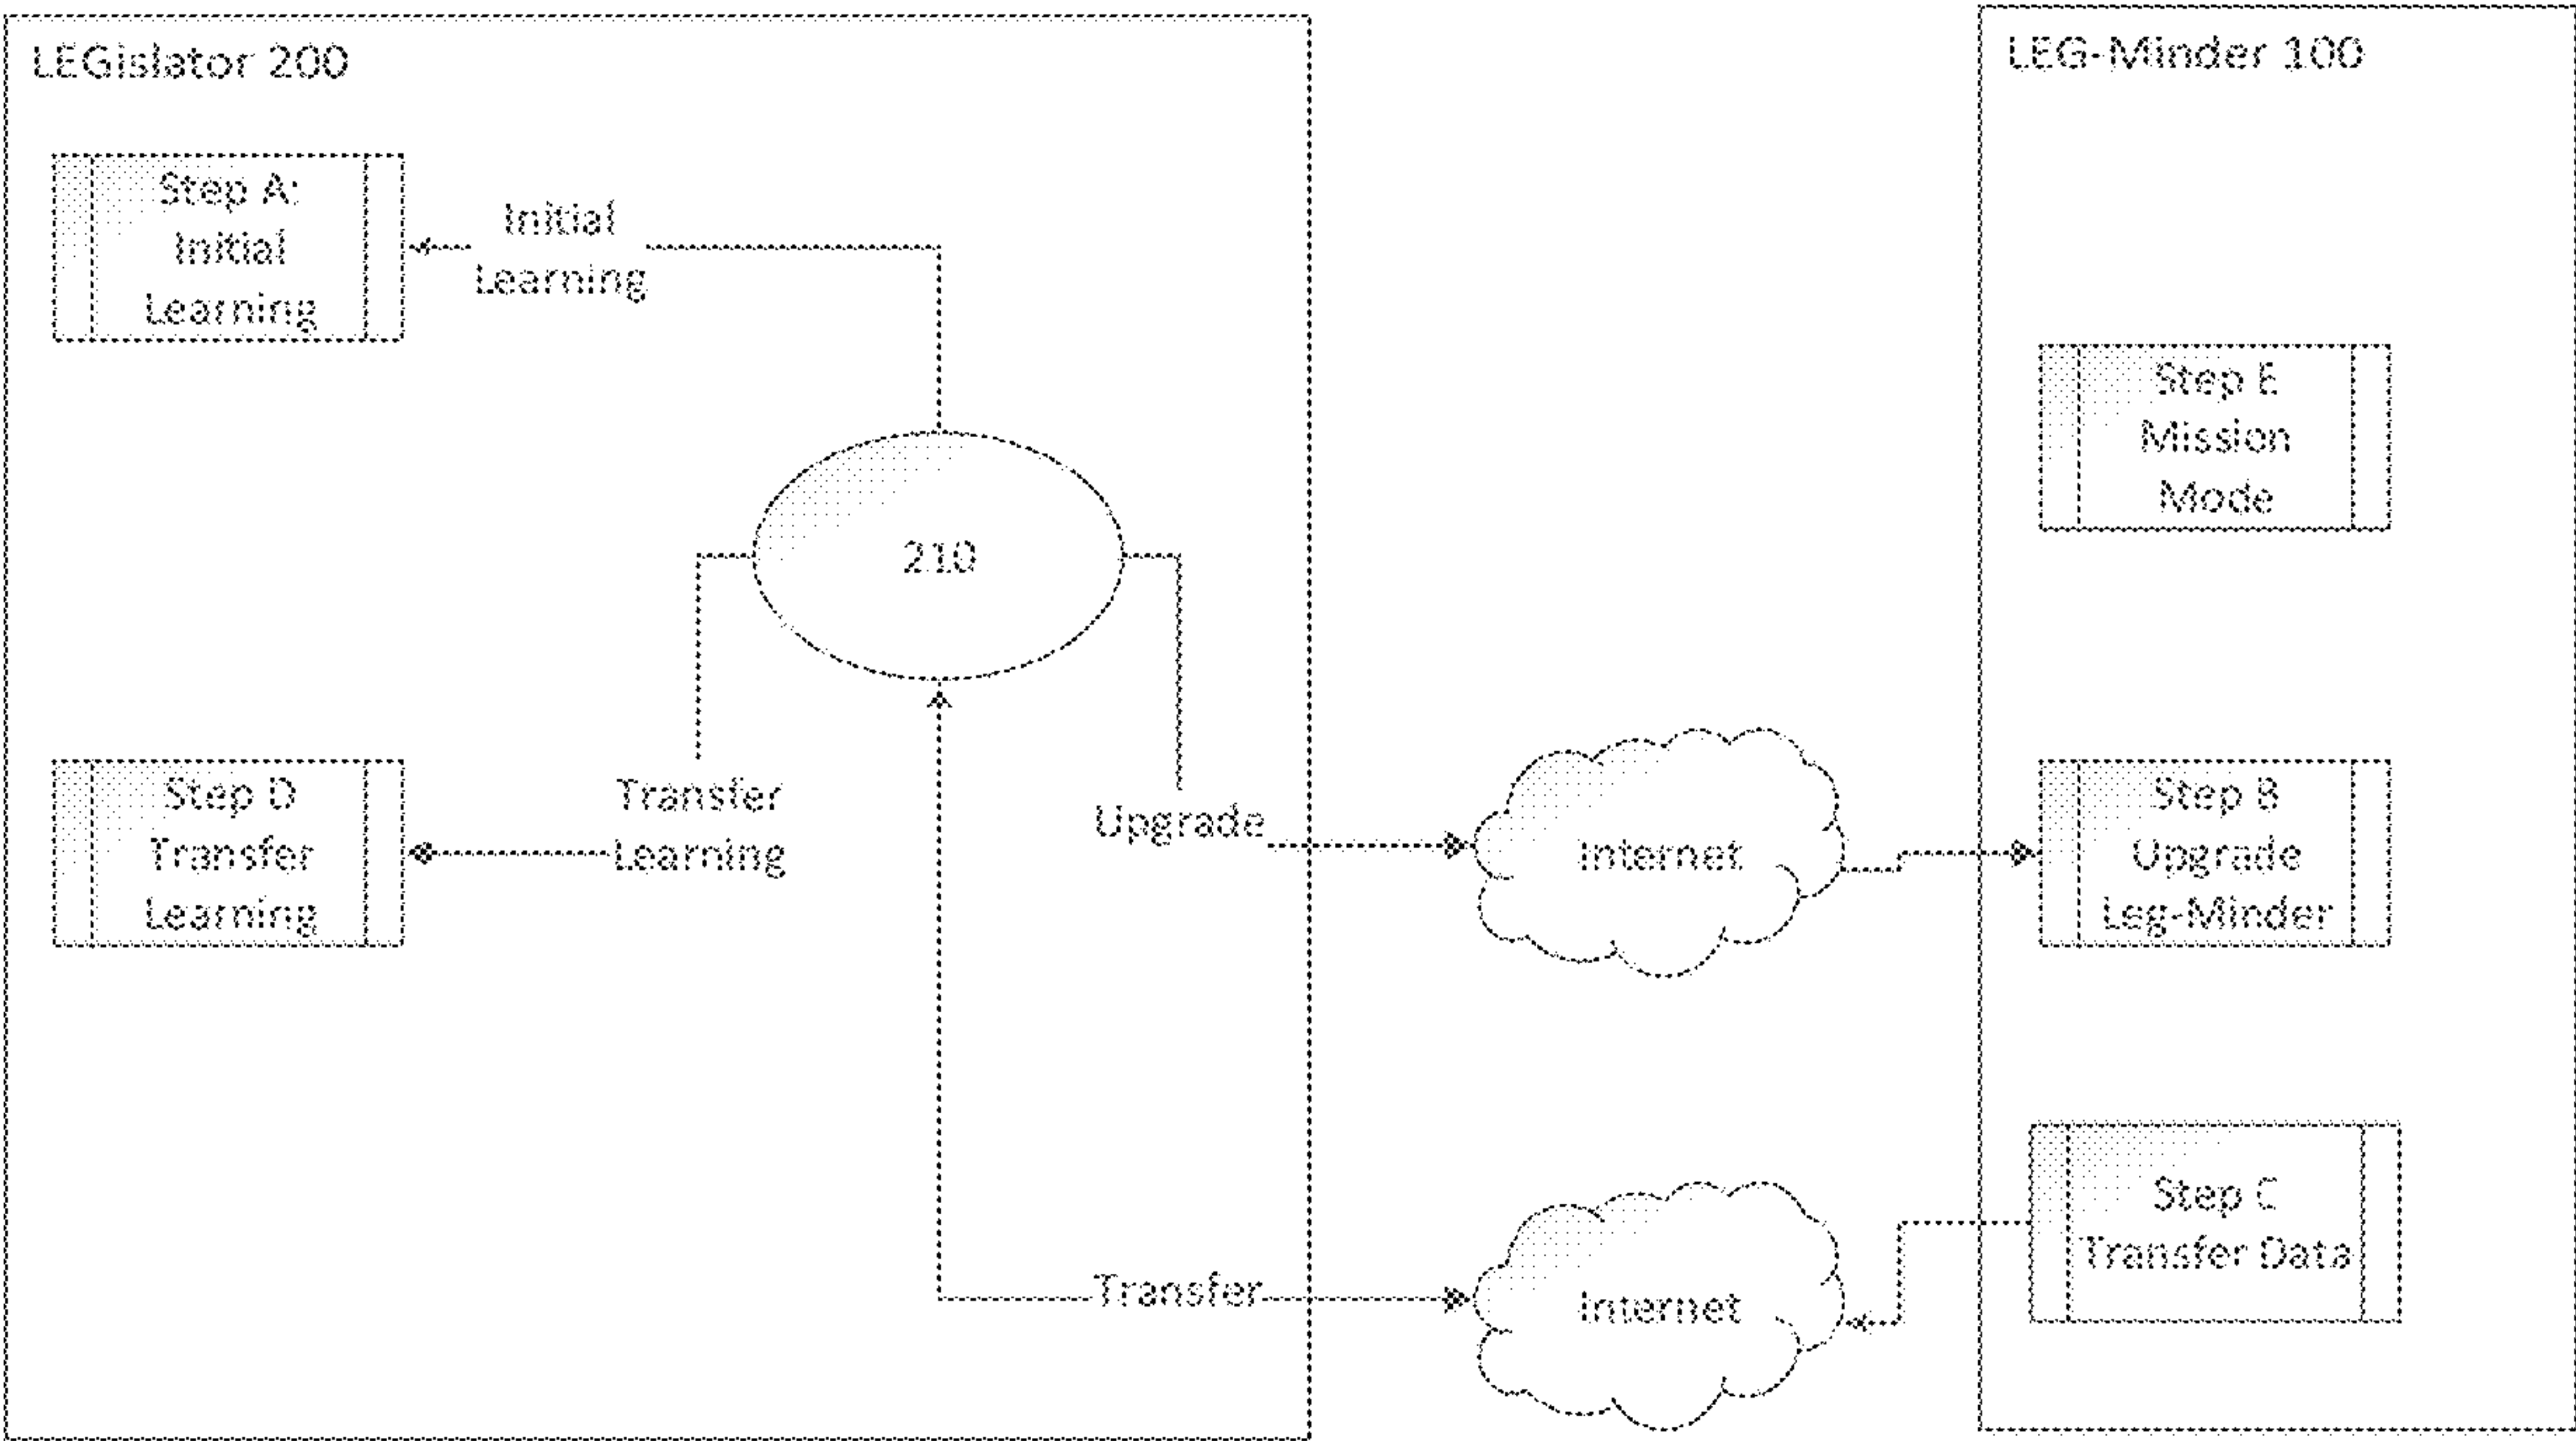 LEGislator 200
Step A:
Initial
Learning
Initial
Learning
210
Step D
Transfer
Learning
Transfer
Learning
Upgrade
Transfer
Internet
Internet
LEG-Minder 100
Step E
Mission
Mode
Step B
Upgrade
Leg-Minder
Step C
Transfer Data